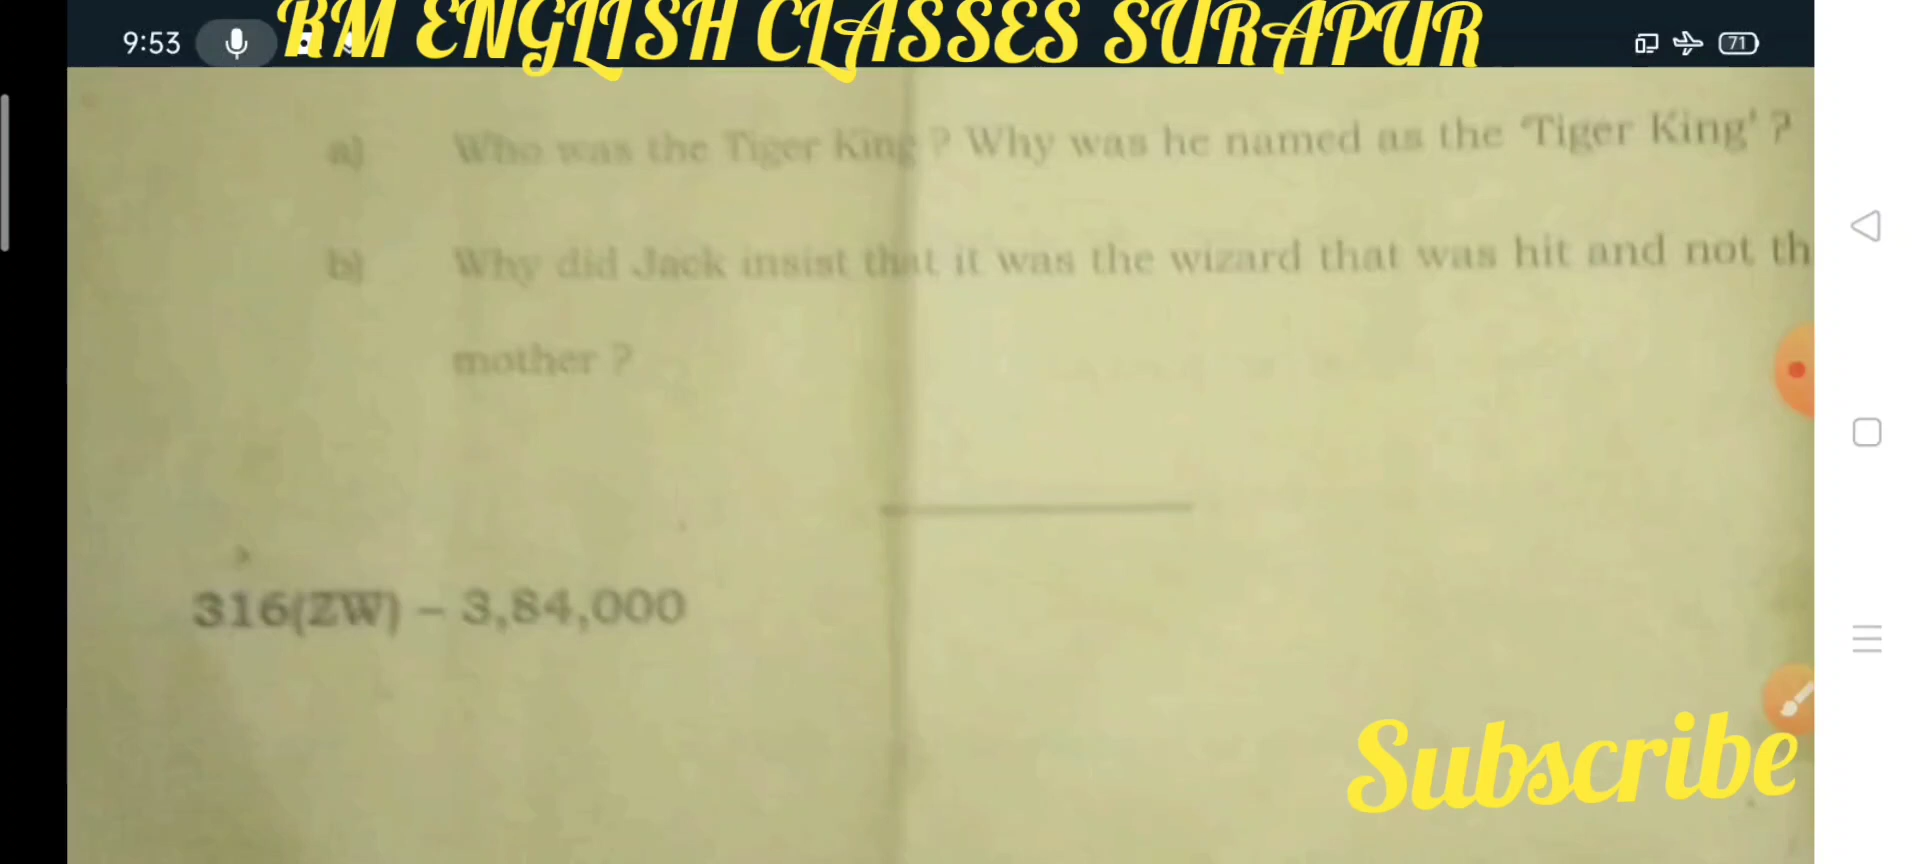 RM ENGLISH CLASSES SURAPUR
9:53
71
a) Who was the Tiger King ? Why was he named as the 'Tiger King' ?
b) Why did Jack insist that it was the wizard that was hit and not th
mother ?
316(ZW) – 3,84,000
Subscribe